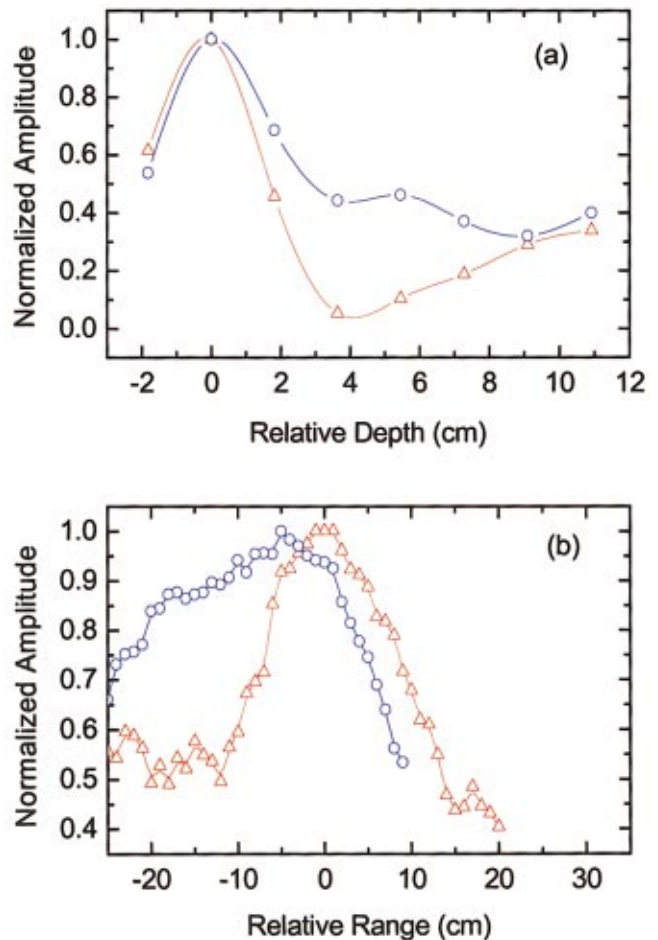 (a)
Normalized Amplitude
1.0
0.8
0.6
0.4
0.2
0.0
-2 0 2 4 6 8 10 12
Relative Depth (cm)
(b)
Normalized Amplitude
1.0
0.9
0.8
0.7
0.6
0.5
0.4
-20 -10 0 10 20 30
Relative Range (cm)